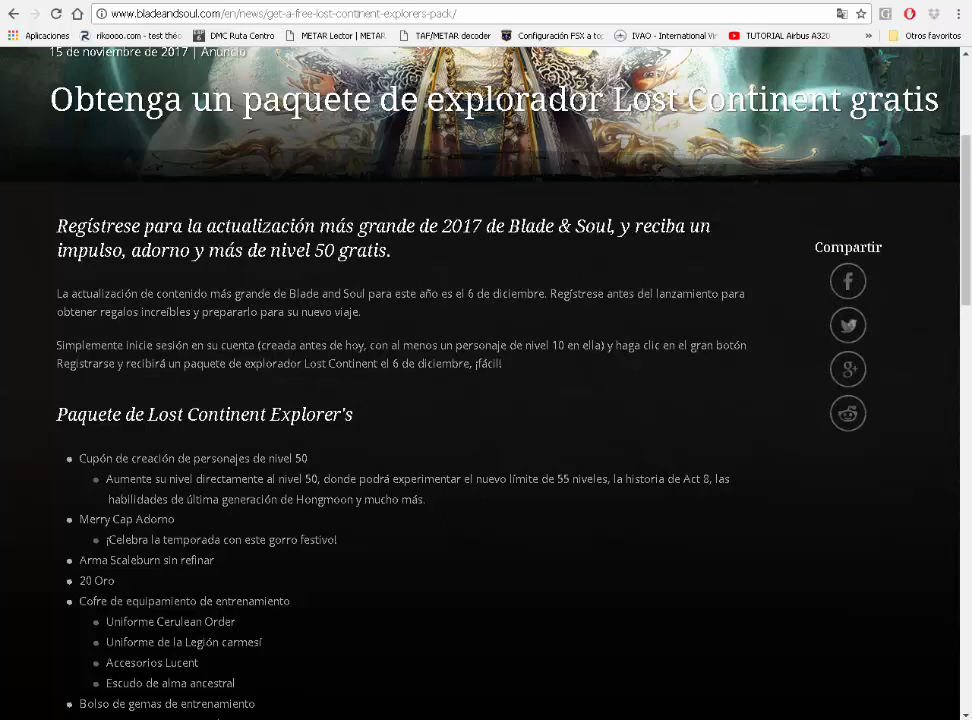 www.bladeandsoul.com/en/news/get-a-free-lost-continent-explorers-pack/
Aplicaciones rikoooo.com - test théo DMC Ruta Centro METAR Lector | METAR TAF/METAR decoder Configuración FSX a to IVAO - International Vi TUTORIAL Airbus A320 » Otros favoritos
15 de noviembre de 2017 | Anuncio
Obtenga un paquete de explorador Lost Continent gratis
Regístrese para la actualización más grande de 2017 de Blade & Soul, y reciba un
impulso, adorno y más de nivel 50 gratis.
Compartir
La actualización de contenido más grande de Blade and Soul para este año es el 6 de diciembre. Regístrese antes del lanzamiento para
obtener regalos increíbles y prepararlo para su nuevo viaje.
Simplemente inicie sesión en su cuenta (creada antes de hoy, con al menos un personaje de nivel 10 en ella) y haga clic en el gran botón
Registrarse y recibirá un paquete de explorador Lost Continent el 6 de diciembre, ¡fácil!
Paquete de Lost Continent Explorer's
Cupón de creación de personajes de nivel 50
Aumente su nivel directamente al nivel 50, donde podrá experimentar el nuevo límite de 55 niveles, la historia de Act 8, las
habilidades de última generación de Hongmoon y mucho más.
Merry Cap Adorno
¡Celebra la temporada con este gorro festivo!
Arma Scaleburn sin refinar
20 Oro
Cofre de equipamiento de entrenamiento
Uniforme Cerulean Order
Uniforme de la Legión carmesí
Accesorios Lucent
Escudo de alma ancestral
Bolso de gemas de entrenamiento